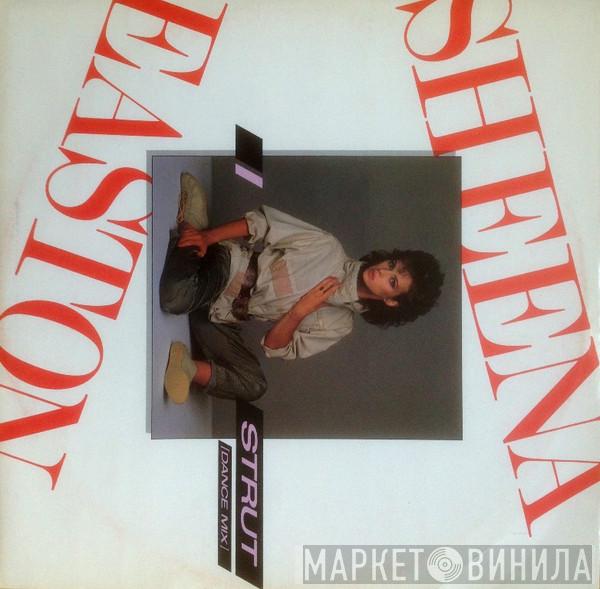 SHEENA
EASTON
STRUT
(DANCE MIX)
МАРКЕТ ВИНИЛА